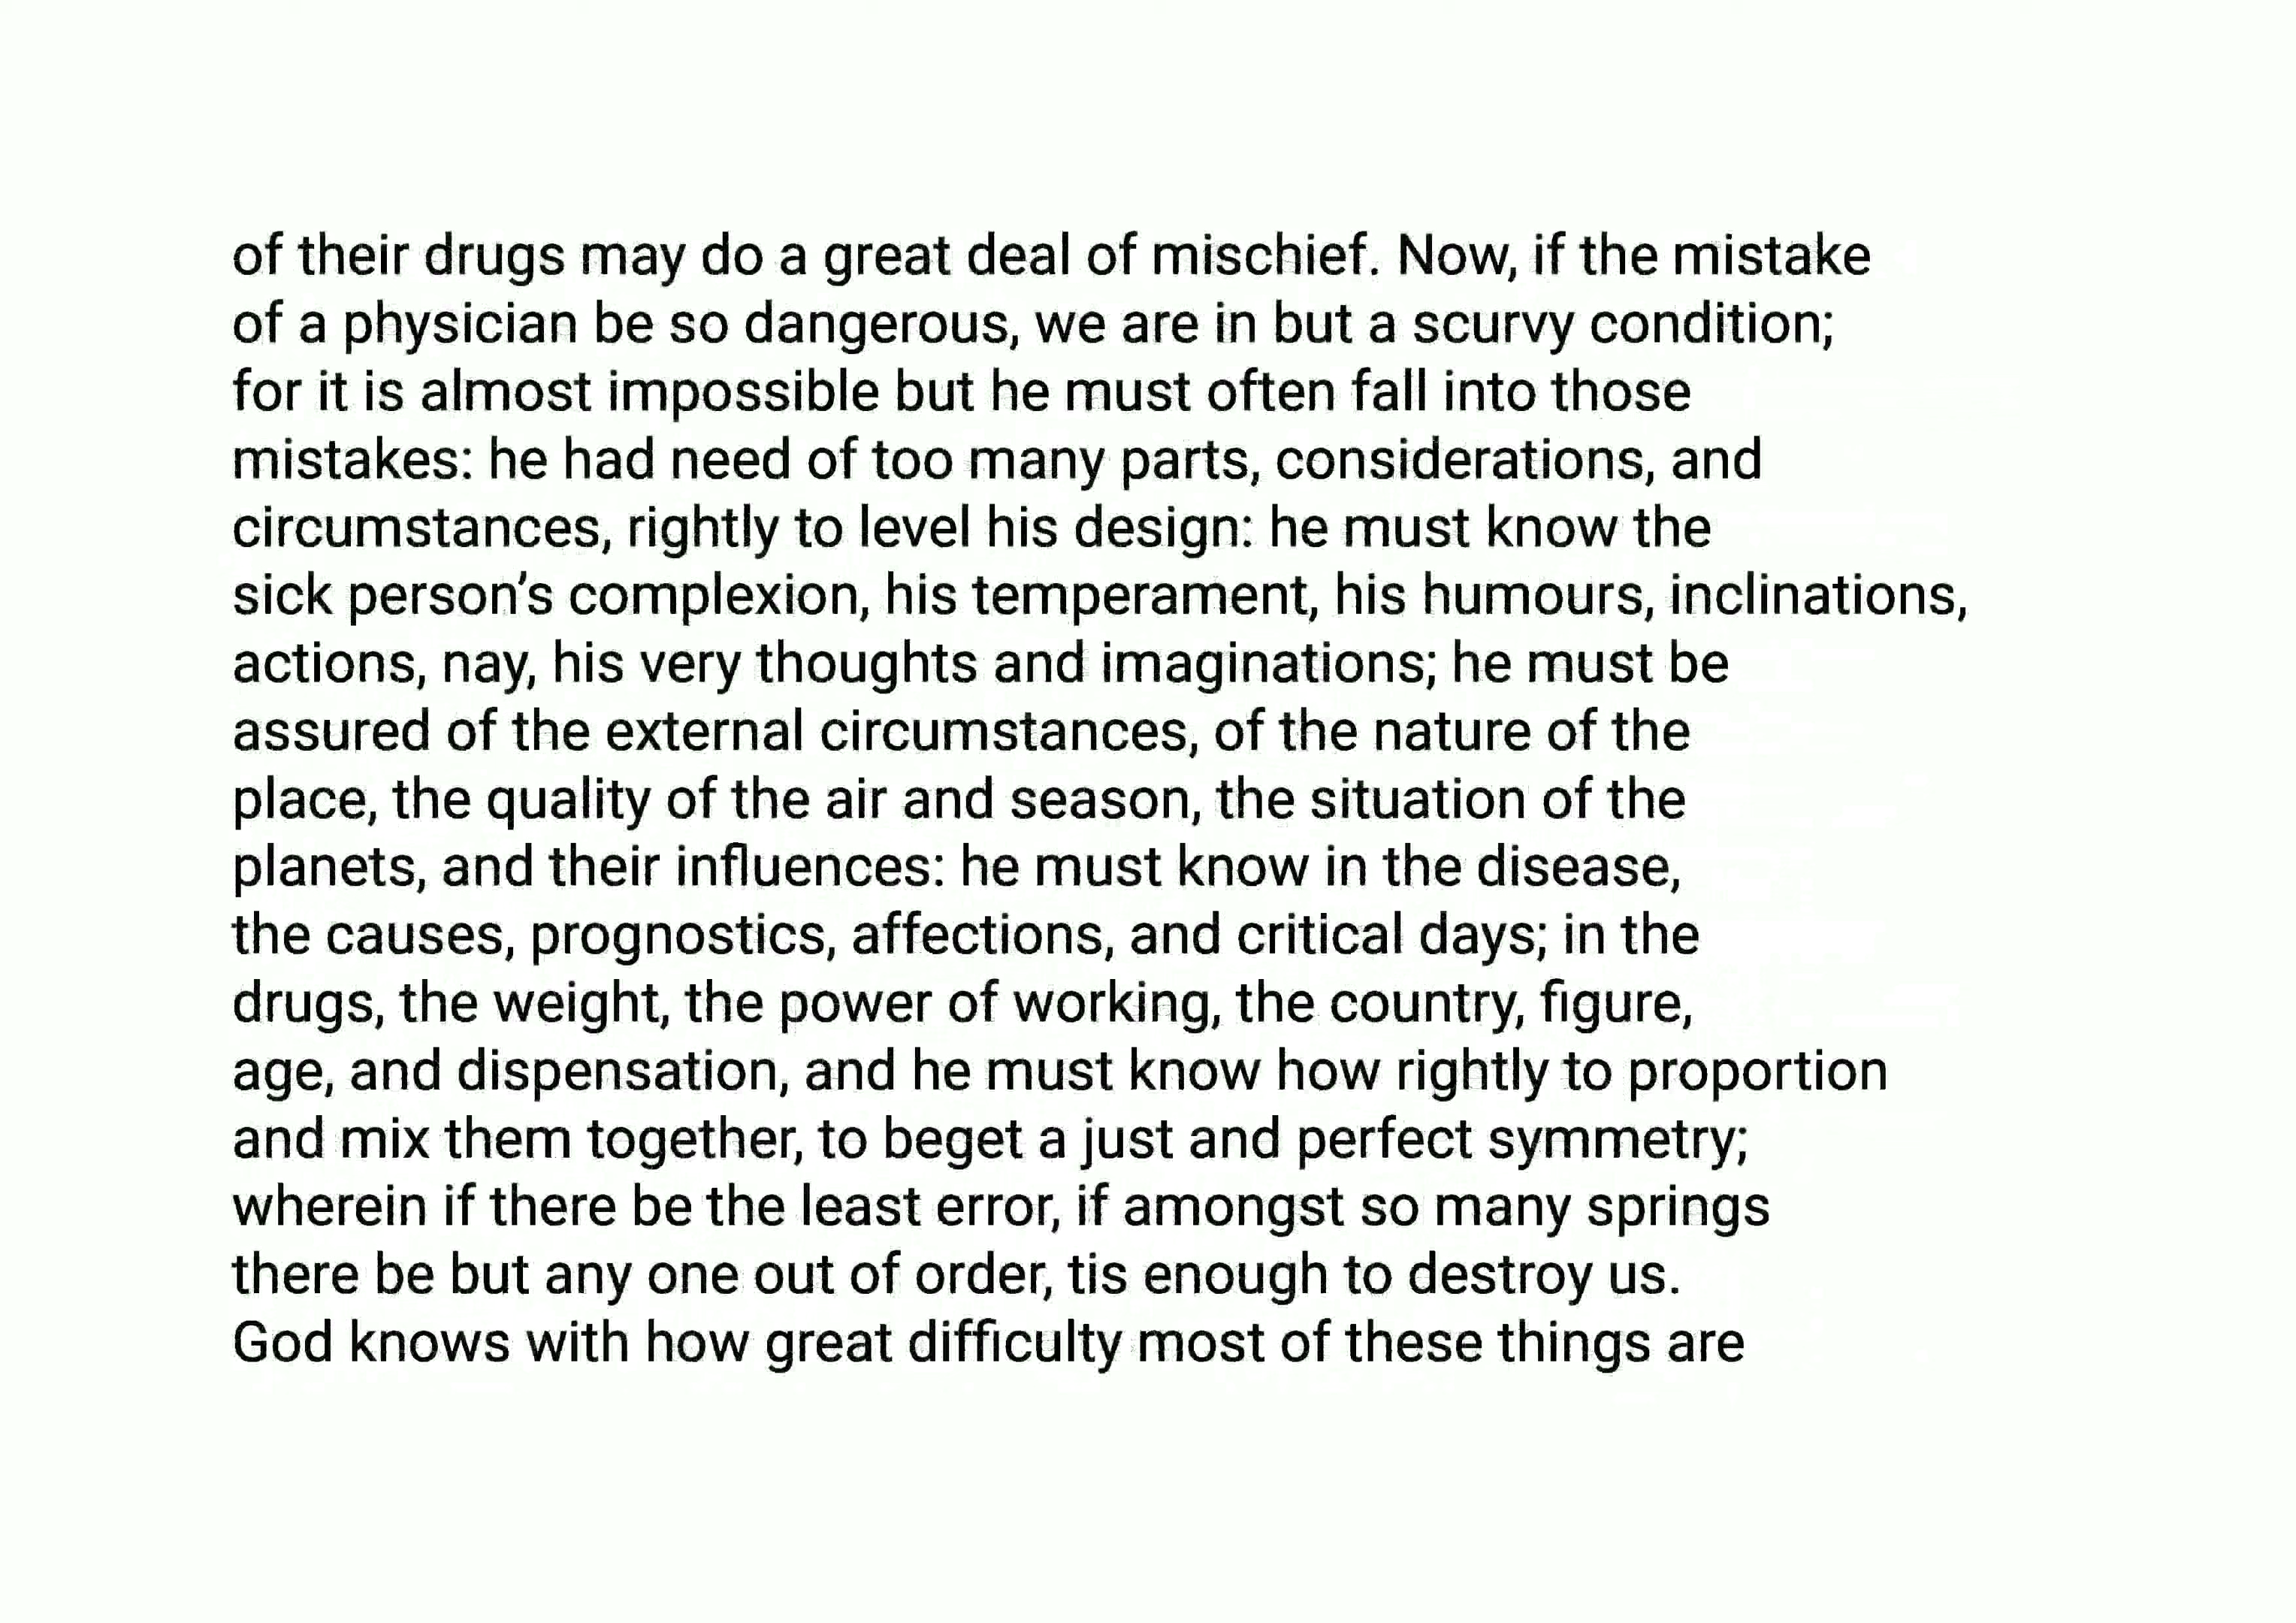 of their drugs may do a great deal of mischief. Now, if the mistake
of a physician be so dangerous, we are in but a scurvy condition;
for it is almost impossible but he must often fall into those
mistakes: he had need of too many parts, considerations, and
circumstances, rightly to level his design: he must know the
sick person’s complexion, his temperament, his humours, inclinations,
actions, nay, his very thoughts and imaginations; he must be
assured of the external circumstances, of the nature of the
place, the quality of the air and season, the situation of the
planets, and their influences: he must know in the disease,
the causes, prognostics, affections, and critical days; in the
drugs, the weight, the power of working, the country, figure,
age, and dispensation, and he must know how rightly to proportion
and mix them together, to beget a just and perfect symmetry;
wherein if there be the least error, if amongst so many springs
there be but any one out of order, tis enough to destroy us.
God knows with how great difficulty most of these things are